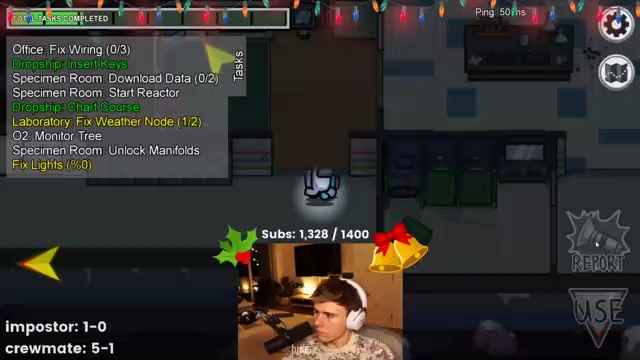 TOTAL TASKS COMPLETED
Ping: 50ms
Office: Fix Wiring (0/3)
Dropship: Insert Keys
Specimen Room: Download Data (0/2)
Specimen Room: Start Reactor
Dropship: Chart Course
Laboratory: Fix Weather Node (1/2)
O2: Monitor Tree
Specimen Room: Unlock Manifolds
Fix Lights (%0)
Tasks
Subs: 1,328 / 1400
REPORT
USE
impostor: 1-0
crewmate: 5-1